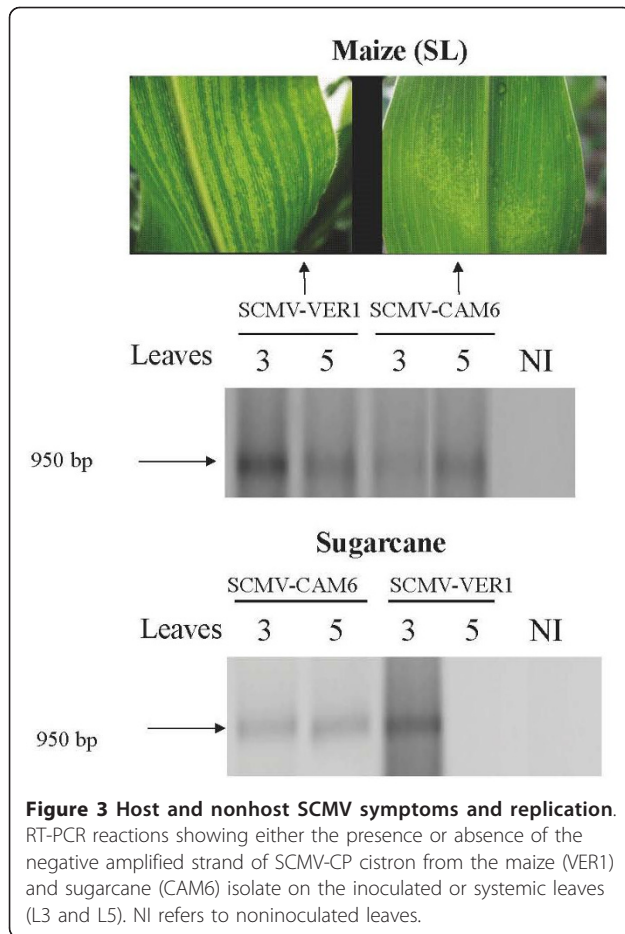 Maize (SL)
SCMV-VER1 SCMV-CAM6
Leaves 3 5 3 5 NI
950 bp
Sugarcane
SCMV-CAM6 SCMV-VER1
Leaves 3 5 3 5 NI
950 bp
Figure 3 Host and nonhost SCMV symptoms and replication.
RT-PCR reactions showing either the presence or absence of the
negative amplified strand of SCMV-CP cistron from the maize (VER1)
and sugarcane (CAM6) isolate on the inoculated or systemic leaves
(L3 and L5). NI refers to noninoculated leaves.